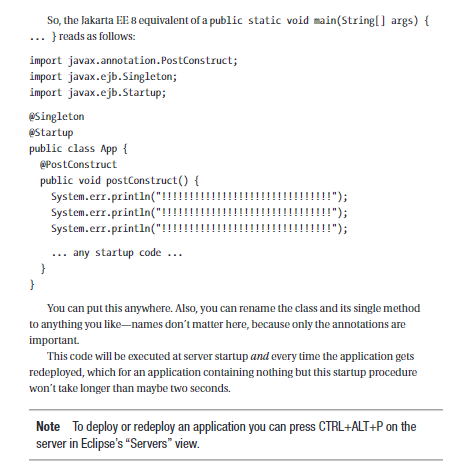 So, the Jakarta EE 8 equivalent of a public static void main(String[] args) {
... } reads as follows:
import javax.annotation.PostConstruct;
import javax.ejb.Singleton;
import javax.ejb.Startup;
@Singleton
@Startup
public class App {
@PostConstruct
public void postConstruct() {
System.err.println("!!!!!!!!!!!!!!!!!!!!!!!!!!!!!!!");
System.err.println("!!!!!!!!!!!!!!!!!!!!!!!!!!!!!!!");
System.err.println("!!!!!!!!!!!!!!!!!!!!!!!!!!!!!!!");
... any startup code ...
}
}
You can put this anywhere. Also, you can rename the class and its single method
to anything you like—names don't matter here, because only the annotations are
important.
This code will be executed at server startup and every time the application gets
redeployed, which for an application containing nothing but this startup procedure
won't take longer than maybe two seconds.
Note To deploy or redeploy an application you can press CTRL+ALT+P on the
server in Eclipse's "Servers" view.